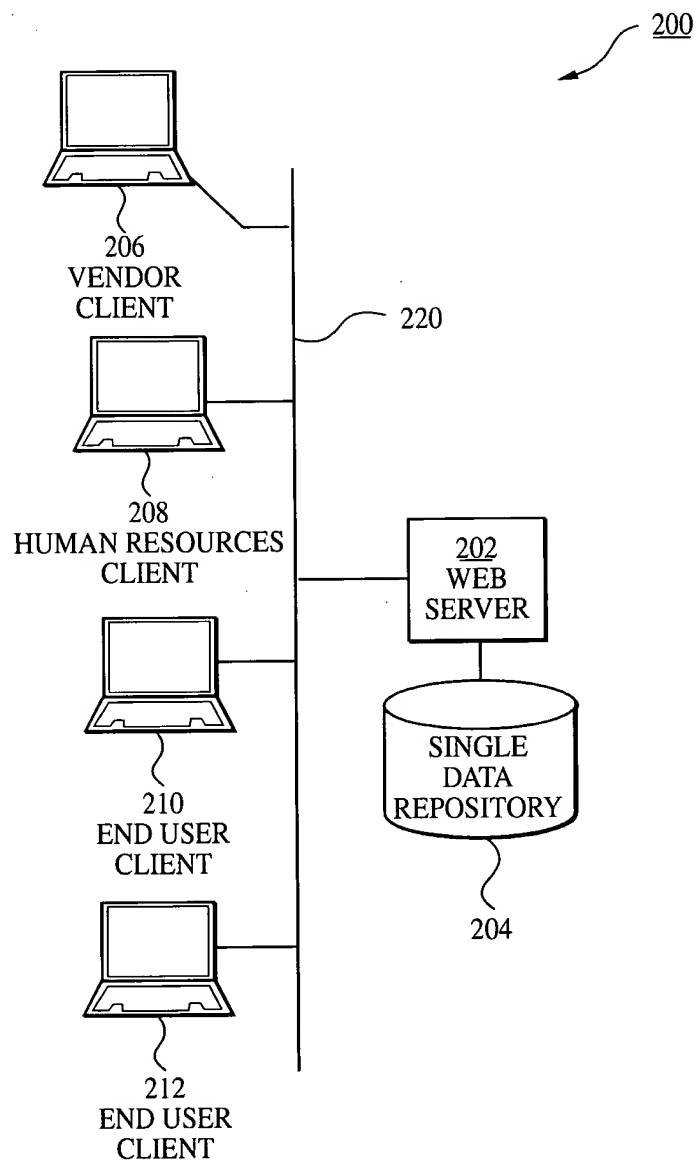 200
206
VENDOR
CLIENT
220
208
HUMAN RESOURCES
CLIENT
202
WEB
SERVER
210
END USER
CLIENT
SINGLE
DATA
REPOSITORY
204
212
END USER
CLIENT